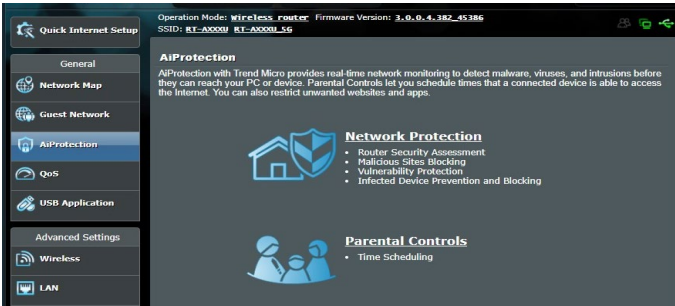 Quick Internet Setup
General
Network Map
Guest Network
AiProtection
QoS
USB Application
Advanced Settings
Wireless
LAN
Operation Mode: Wireless router Firmware Version: 3.0.0.4.382_45386
SSID: RT-AXXXU RT-AXXXU_5G
AiProtection
AiProtection with Trend Micro provides real-time network monitoring to detect malware, viruses, and intrusions before
they can reach your PC or device. Parental Controls let you schedule times that a connected device is able to access
the Internet. You can also restrict unwanted websites and apps.
Network Protection
• Router Security Assessment
• Malicious Sites Blocking
• Vulnerability Protection
• Infected Device Prevention and Blocking
Parental Controls
• Time Scheduling